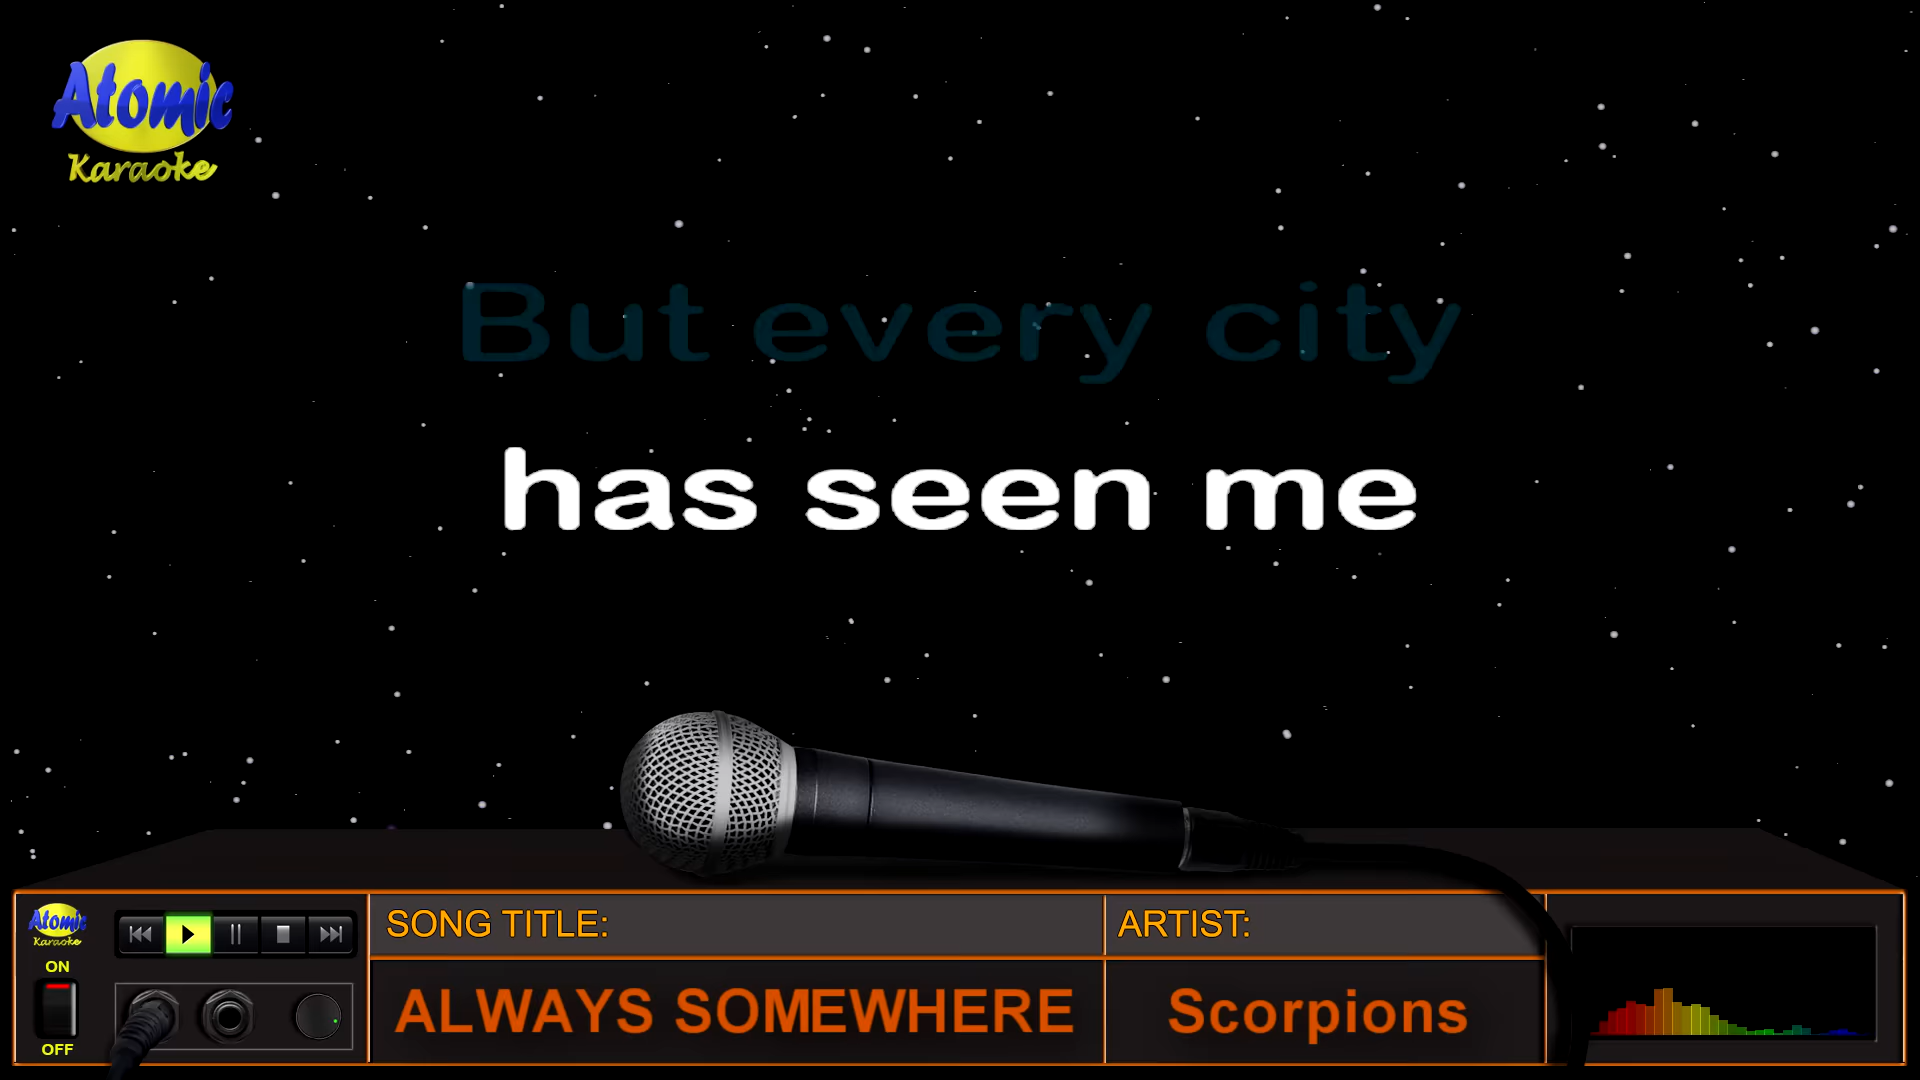 Atomic
Karaoke
But every city
has seen me
Atomic
Karaoke
ON
OFF
SONG TITLE:
ALWAYS SOMEWHERE
ARTIST:
Scorpions